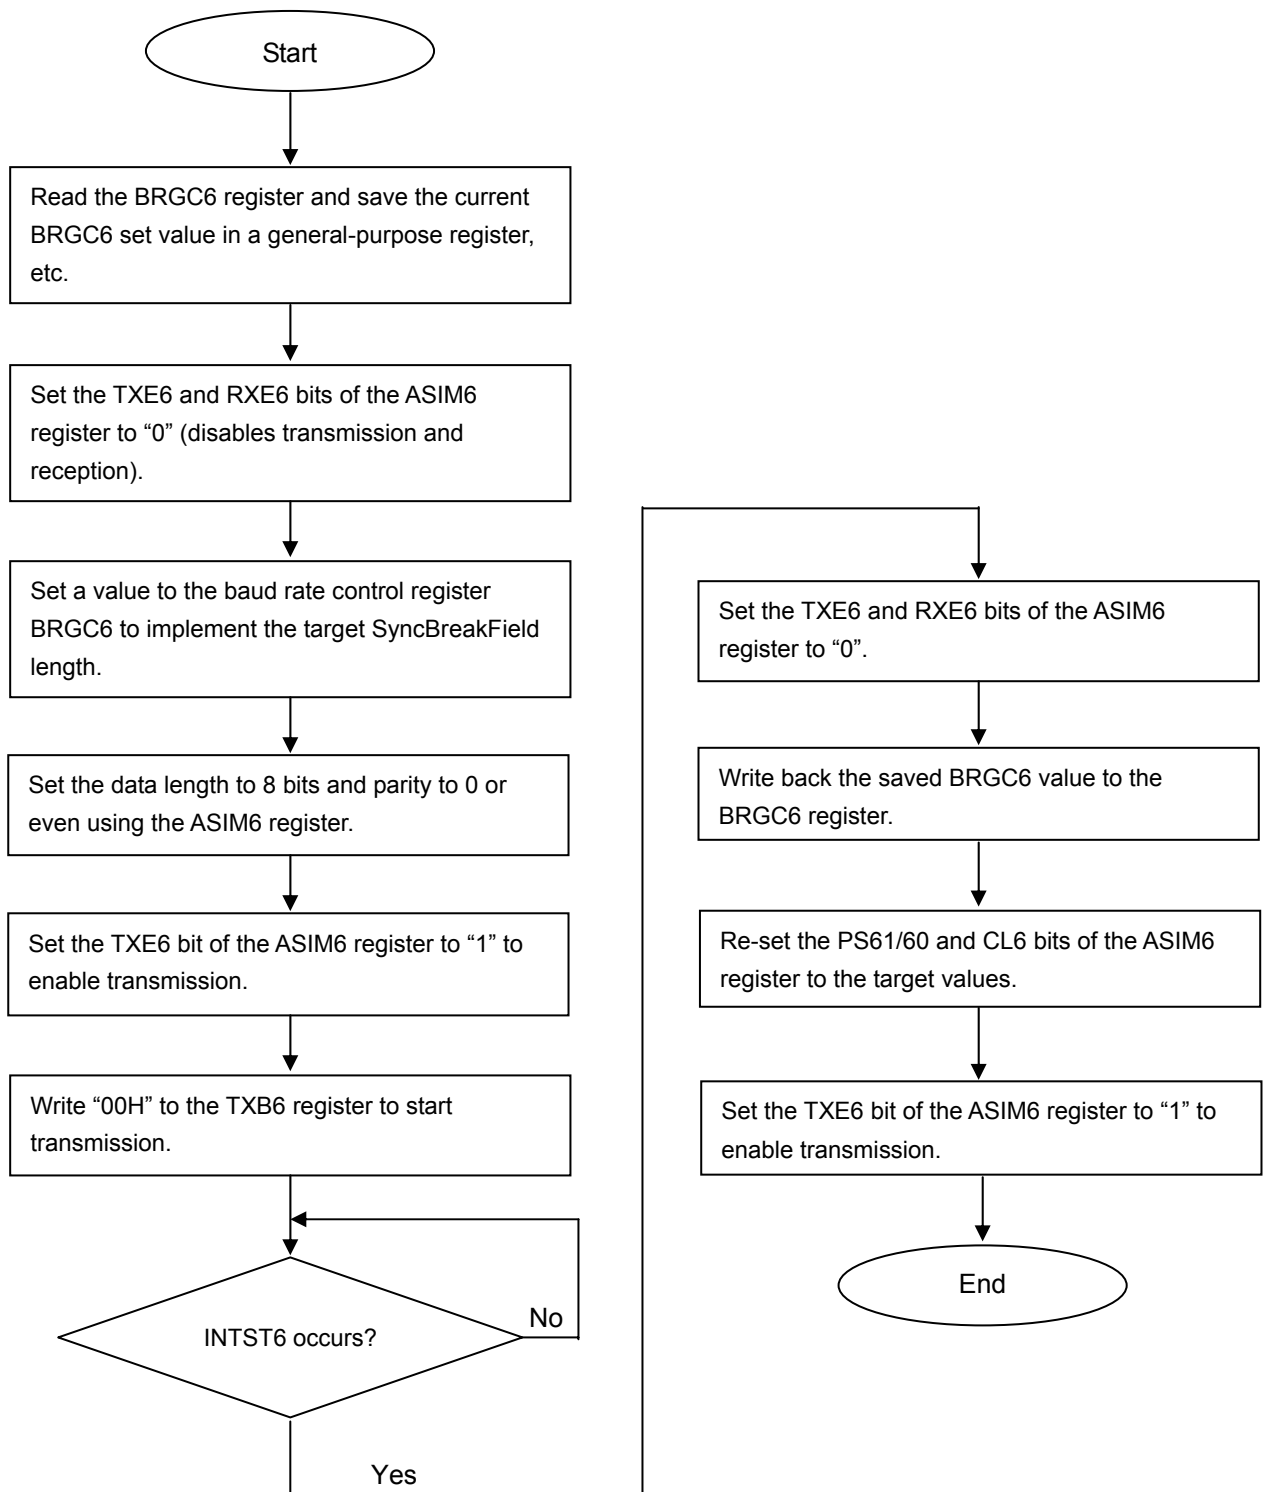 Start
Read the BRGC6 register and save the current
BRGC6 set value in a general-purpose register,
etc.
Set the TXE6 and RXE6 bits of the ASIM6
register to “0” (disables transmission and
reception).
Set a value to the baud rate control register
BRGC6 to implement the target SyncBreakField
length.
Set the data length to 8 bits and parity to 0 or
even using the ASIM6 register.
Set the TXE6 bit of the ASIM6 register to “1” to
enable transmission.
Write “00H” to the TXB6 register to start
transmission.
INTST6 occurs?
No
Yes
Set the TXE6 and RXE6 bits of the ASIM6
register to “0”.
Write back the saved BRGC6 value to the
BRGC6 register.
Re-set the PS61/60 and CL6 bits of the ASIM6
register to the target values.
Set the TXE6 bit of the ASIM6 register to “1” to
enable transmission.
End